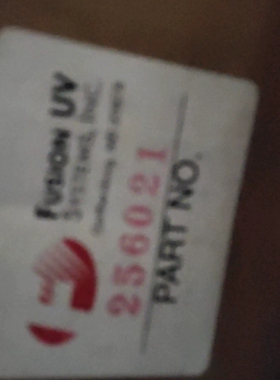 FUSION UV
SYSTEMS, INC.
256021
PART NO.